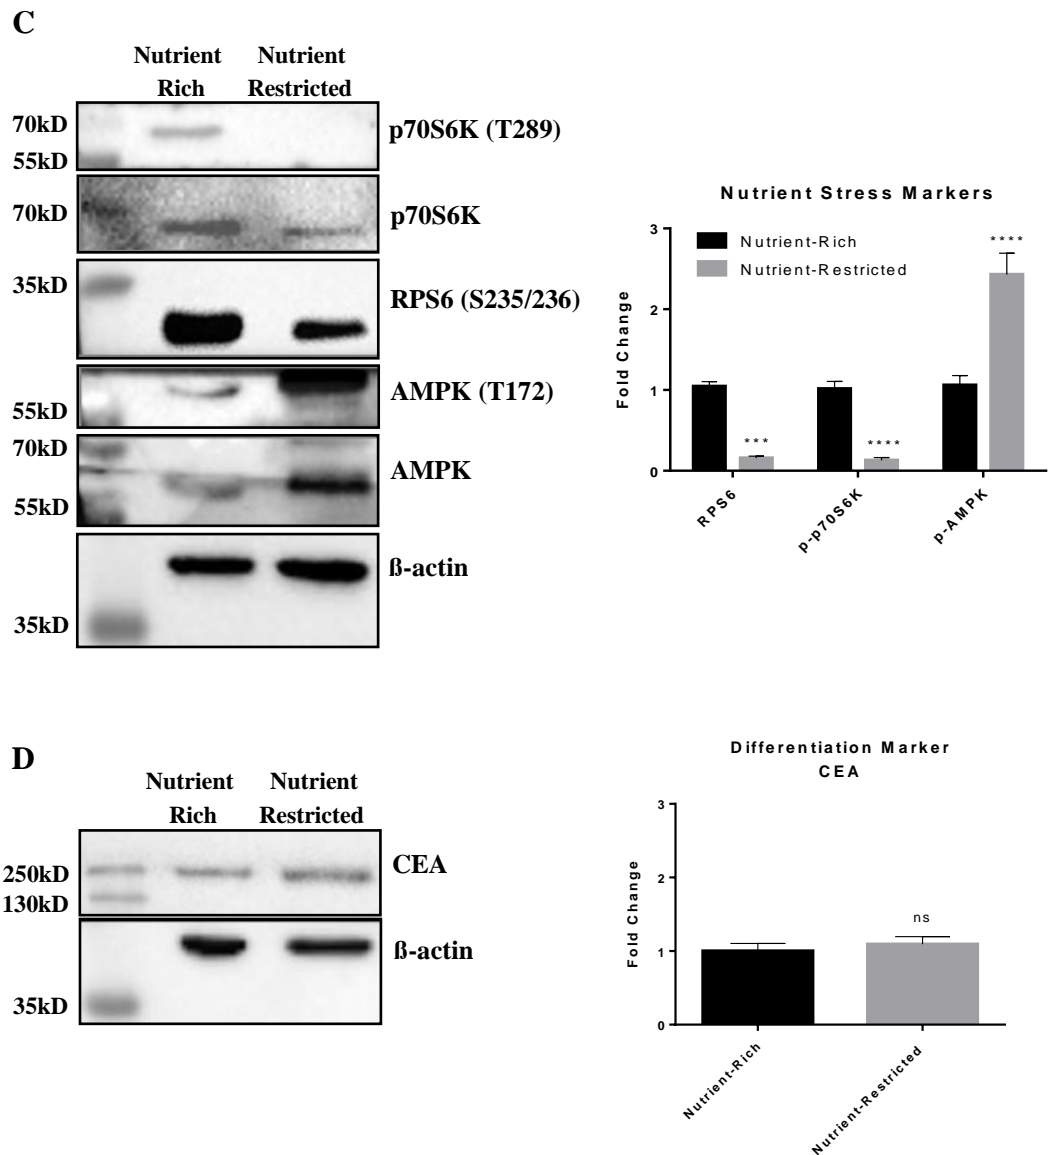 C
Nutrient Nutrient
Rich Restricted
70kD
55kD
p70S6K (T289)
70kD
p70S6K
35kD
RPS6 (S235/236)
55kD
AMPK (T172)
70kD
55kD
AMPK
ß-actin
35kD
Nutrient Stress Markers
Nutrient-Rich
Nutrient-Restricted
Fold Change
3
2
1
0
***
****
****
RPS6
p-p70S6K
p-AMPK
D
Nutrient Nutrient
Rich Restricted
250kD
130kD
CEA
ß-actin
35kD
Differentiation Marker
CEA
Fold Change
3
2
1
0
ns
Nutrient-Rich
Nutrient-Restricted